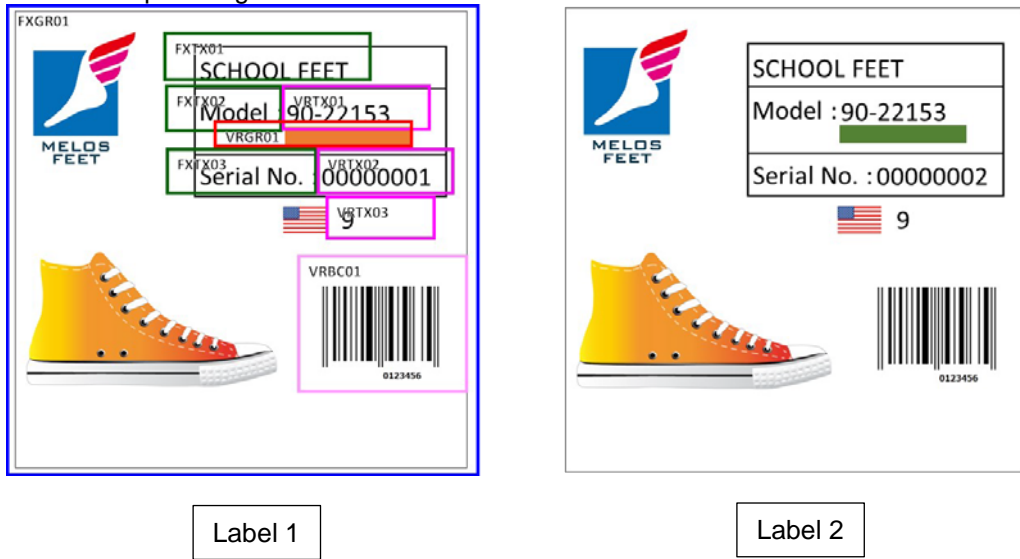 FXGR01
FXTX01
SCHOOL FEET
FXTX02
VRTX01
Model : 90-22153
VRGR01
MELOS
FEET
FXTX03
VRTX02
Serial No. : 00000001
VRTX03
9
VRBC01
0123456
Label 1
SCHOOL FEET
Model : 90-22153
MELOS
FEET
Serial No. : 00000002
9
0123456
Label 2